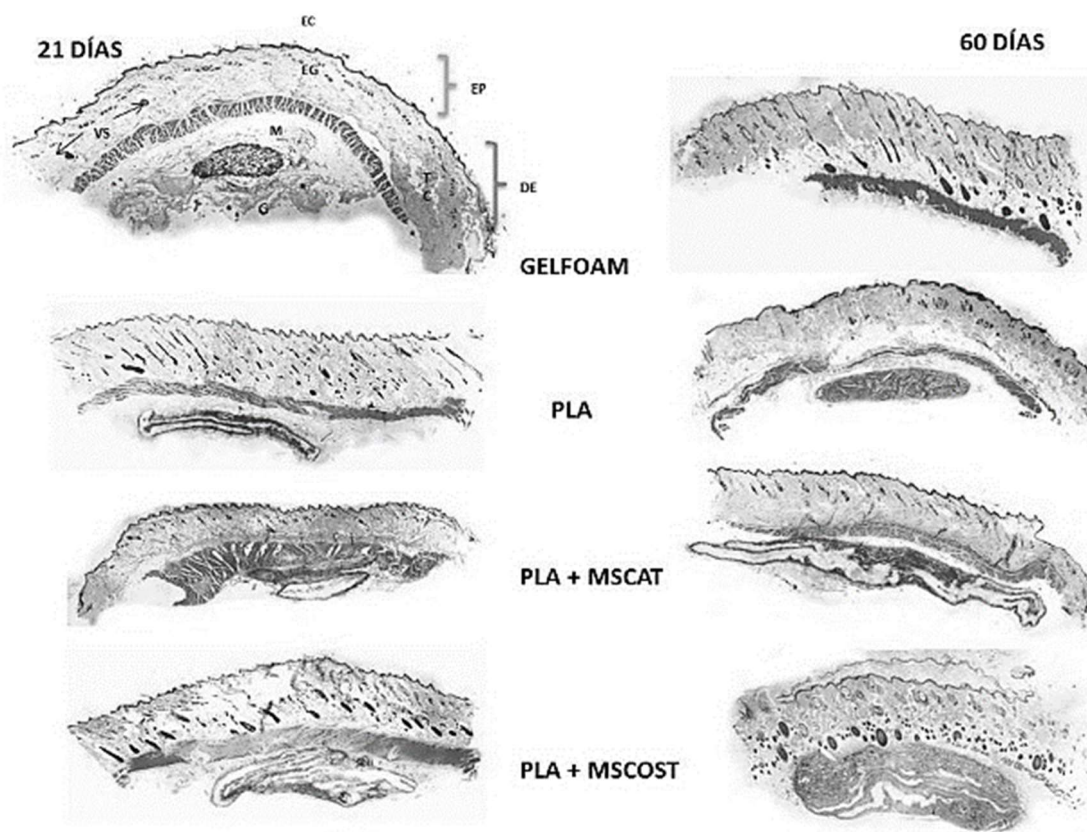 EC
21 DÍAS
60 DÍAS
EG
EP
VS
M
DE
T
C
G
GELFOAM
PLA
PLA + MSCAT
PLA + MSCOST